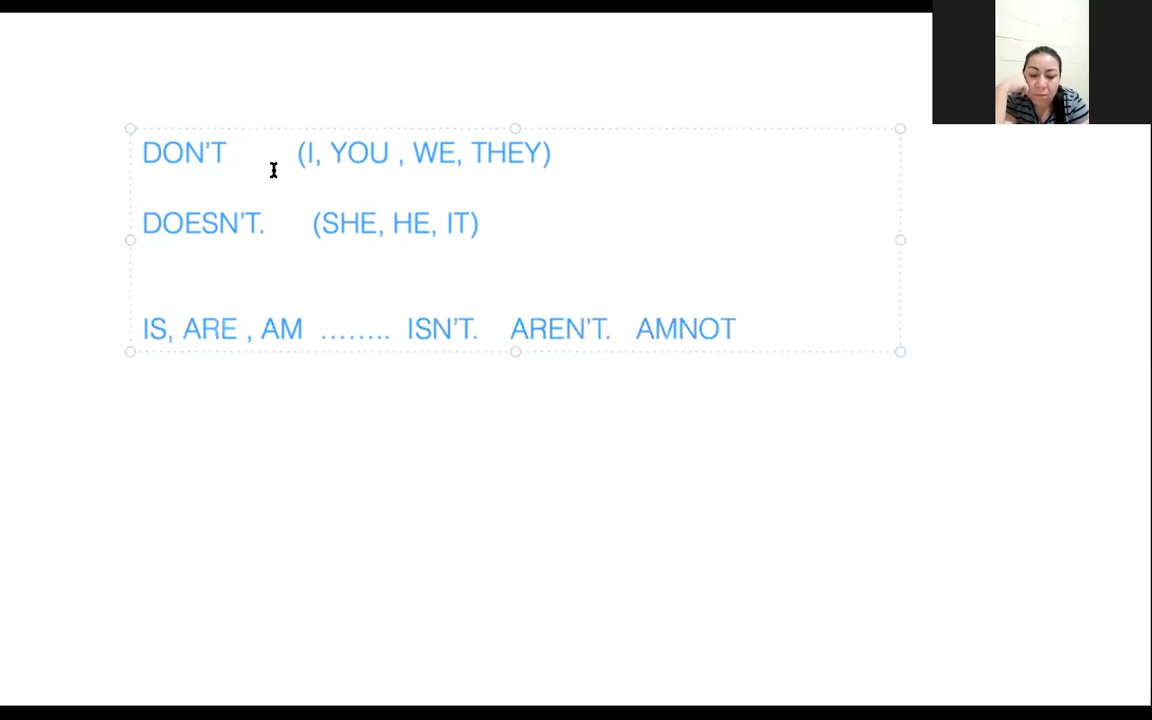 DON'T (I, YOU , WE, THEY)
DOESN'T. (SHE, HE, IT)
IS, ARE , AM …….. ISN'T. AREN'T. AMNOT